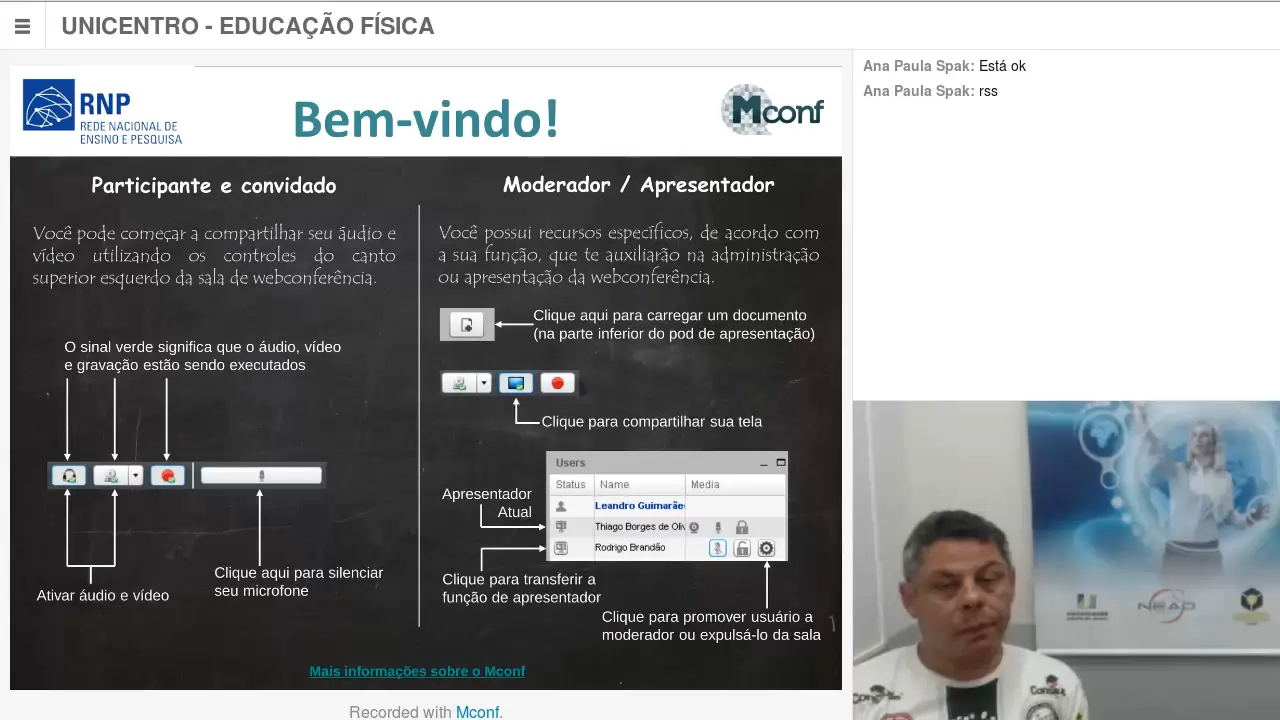 UNICENTRO - EDUCAÇÃO FÍSICA
RNP
REDE NACIONAL DE
ENSINO E PESQUISA
Bem-vindo!
Mconf
Participante e convidado
Você pode começar a compartilhar seu áudio e
vídeo utilizando os controles do canto
superior esquerdo da sala de webconferência.
O sinal verde significa que o áudio, vídeo
e gravação estão sendo executados
Ativar áudio e vídeo
Clique aqui para silenciar
seu microfone
Moderador / Apresentador
Você possui recursos específicos, de acordo com
a sua função, que te auxiliarão na administração
ou apresentação da webconferência.
Clique aqui para carregar um documento
(na parte inferior do pod de apresentação)
Clique para compartilhar sua tela
Users
Status Name Media
Leandro Guimarães
Thiago Borges de Oliv
Rodrigo Brandão
Apresentador
Atual
Clique para transferir a
função de apresentador
Clique para promover usuário a
moderador ou expulsá-lo da sala
Mais informações sobre o Mconf
Recorded with Mconf.
Ana Paula Spak: Está ok
Ana Paula Spak: rss
NEAD